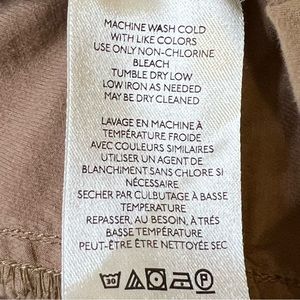 MACHINE WASH COLD
WITH LIKE COLORS
USE ONLY NON-CHLORINE
BLEACH
TUMBLE DRY LOW
LOW IRON AS NEEDED
MAY BE DRY CLEANED
LAVAGE EN MACHINE À
TEMPÉRATURE FROIDE
AVEC COULEURS SIMILAIRES
UTILISER UN AGENT DE
BLANCHIMENT SANS CHLORE SI
NÉCESSAIRE
SECHER PAR CULBUTAGE À BASSE
TEMPERATURE
REPASSER, AU BESOIN, À TRÈS
BASSE TEMPÉRATURE
PEUT-ÊTRE ÊTRE NETTOYÉE SEC
30 P